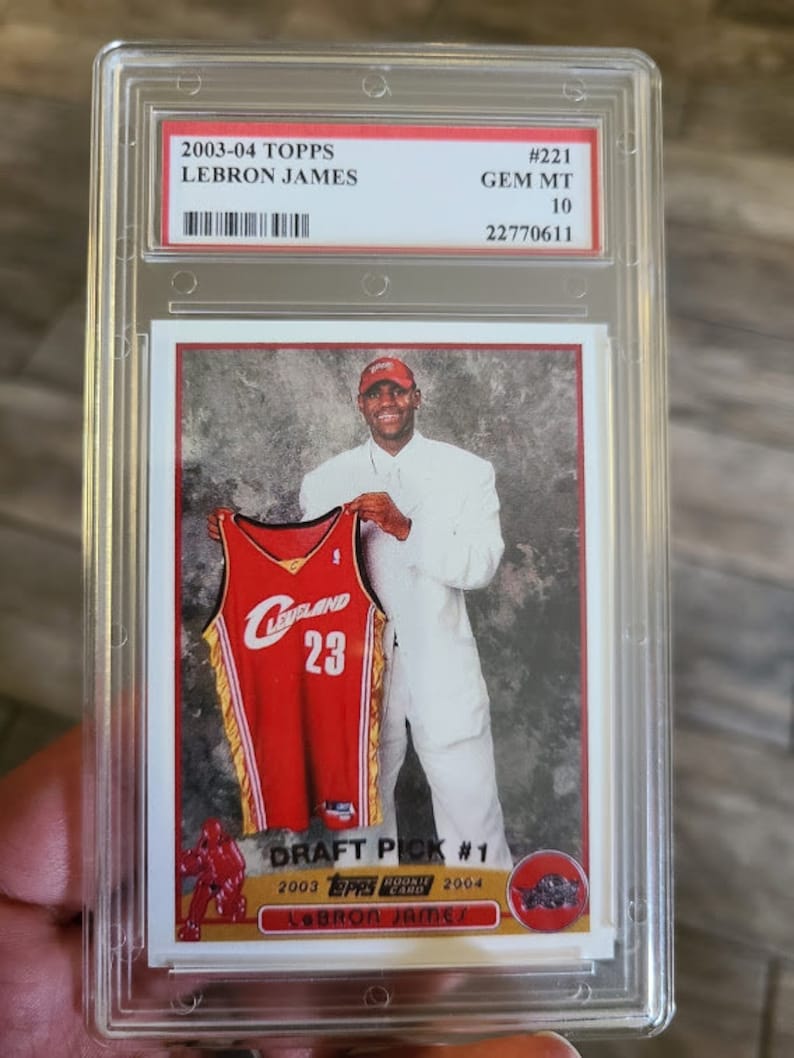 2003-04 TOPPS #221
LEBRON JAMES GEM MT
10
22770611
C
CLEVELAND
23
DRAFT PICK #1
2003 TOPPS ROOKIE CARD 2004
LeBRON JAMES